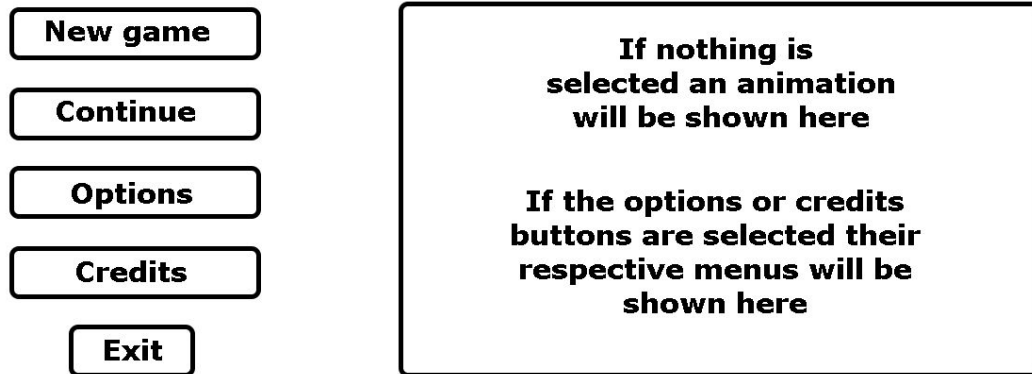 New game
Continue
Options
Credits
Exit
If nothing is
selected an animation
will be shown here
If the options or credits
buttons are selected their
respective menus will be
shown here